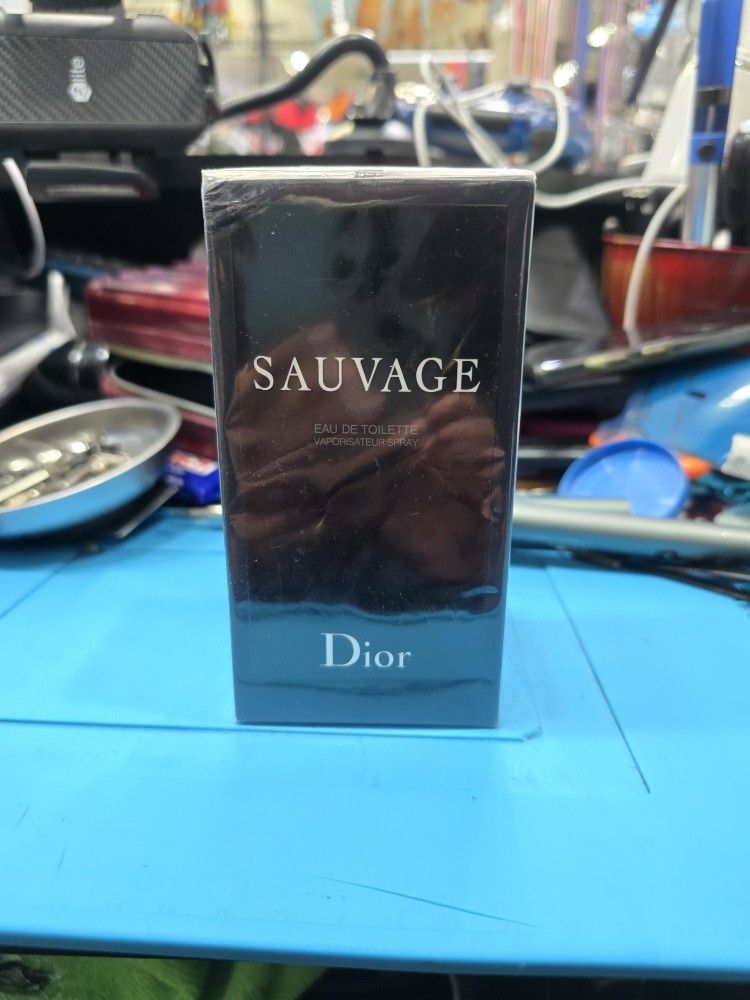 SAUVAGE
EAU DE TOILETTE
VAPORISATEUR SPRAY
Dior